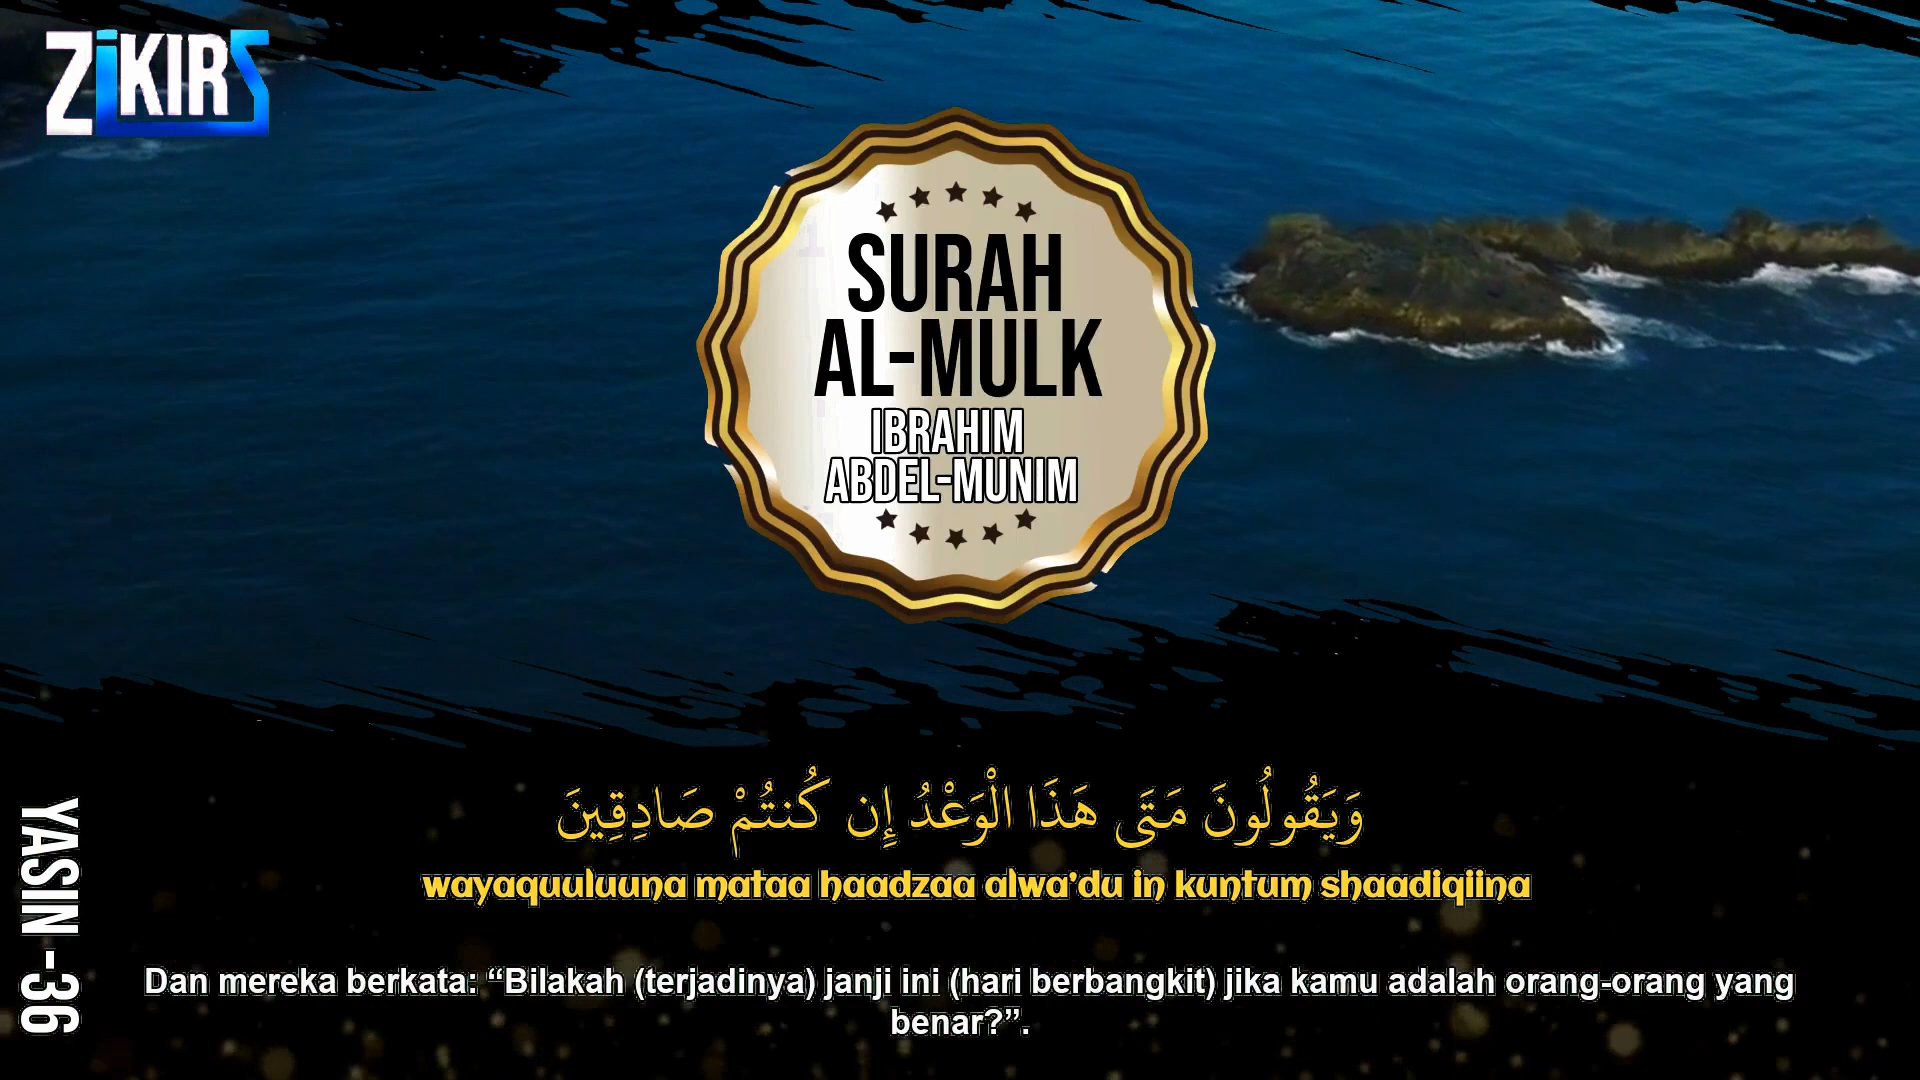 ZIKIRS
SURAH
AL-MULK
IBRAHIM
ABDEL-MUNIM
وَيَقُولُونَ مَتَى هَذَا الْوَعْدُ إِن كُنتُمْ صَادِقِينَ
wayaquuluuna mataa haadzaa alwa'du in kuntum shaadiqiina
Dan mereka berkata: “Bilakah (terjadinya) janji ini (hari berbangkit) jika kamu adalah orang-orang yang
benar?”.
YASIN - 36